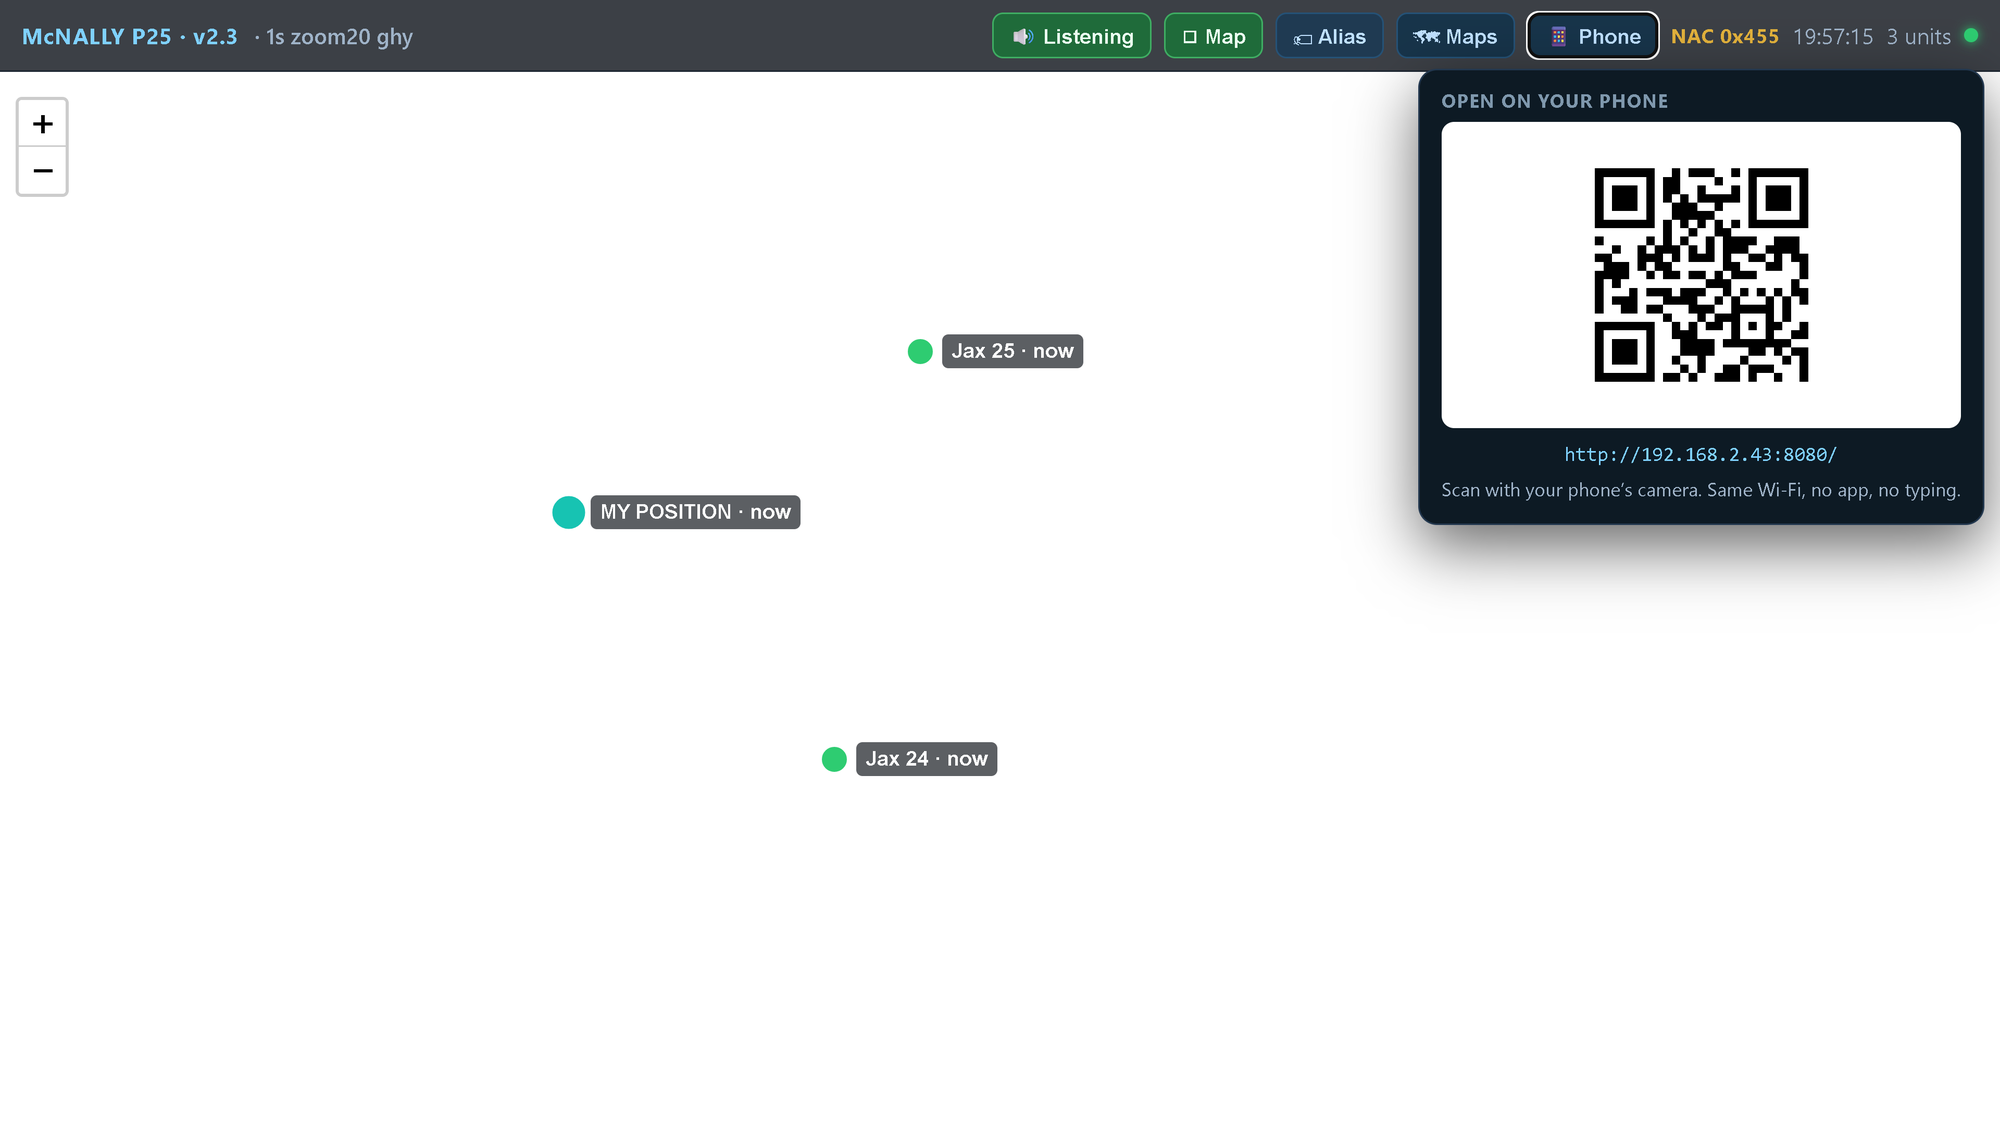 McNALLY P25 · v2.3 · 1s zoom20 ghy
Listening
Map
Alias
Maps
Phone
NAC 0x455 19:57:15 3 units
+
−
OPEN ON YOUR PHONE
http://192.168.2.43:8080/
Scan with your phone’s camera. Same Wi-Fi, no app, no typing.
Jax 25 · now
MY POSITION · now
Jax 24 · now